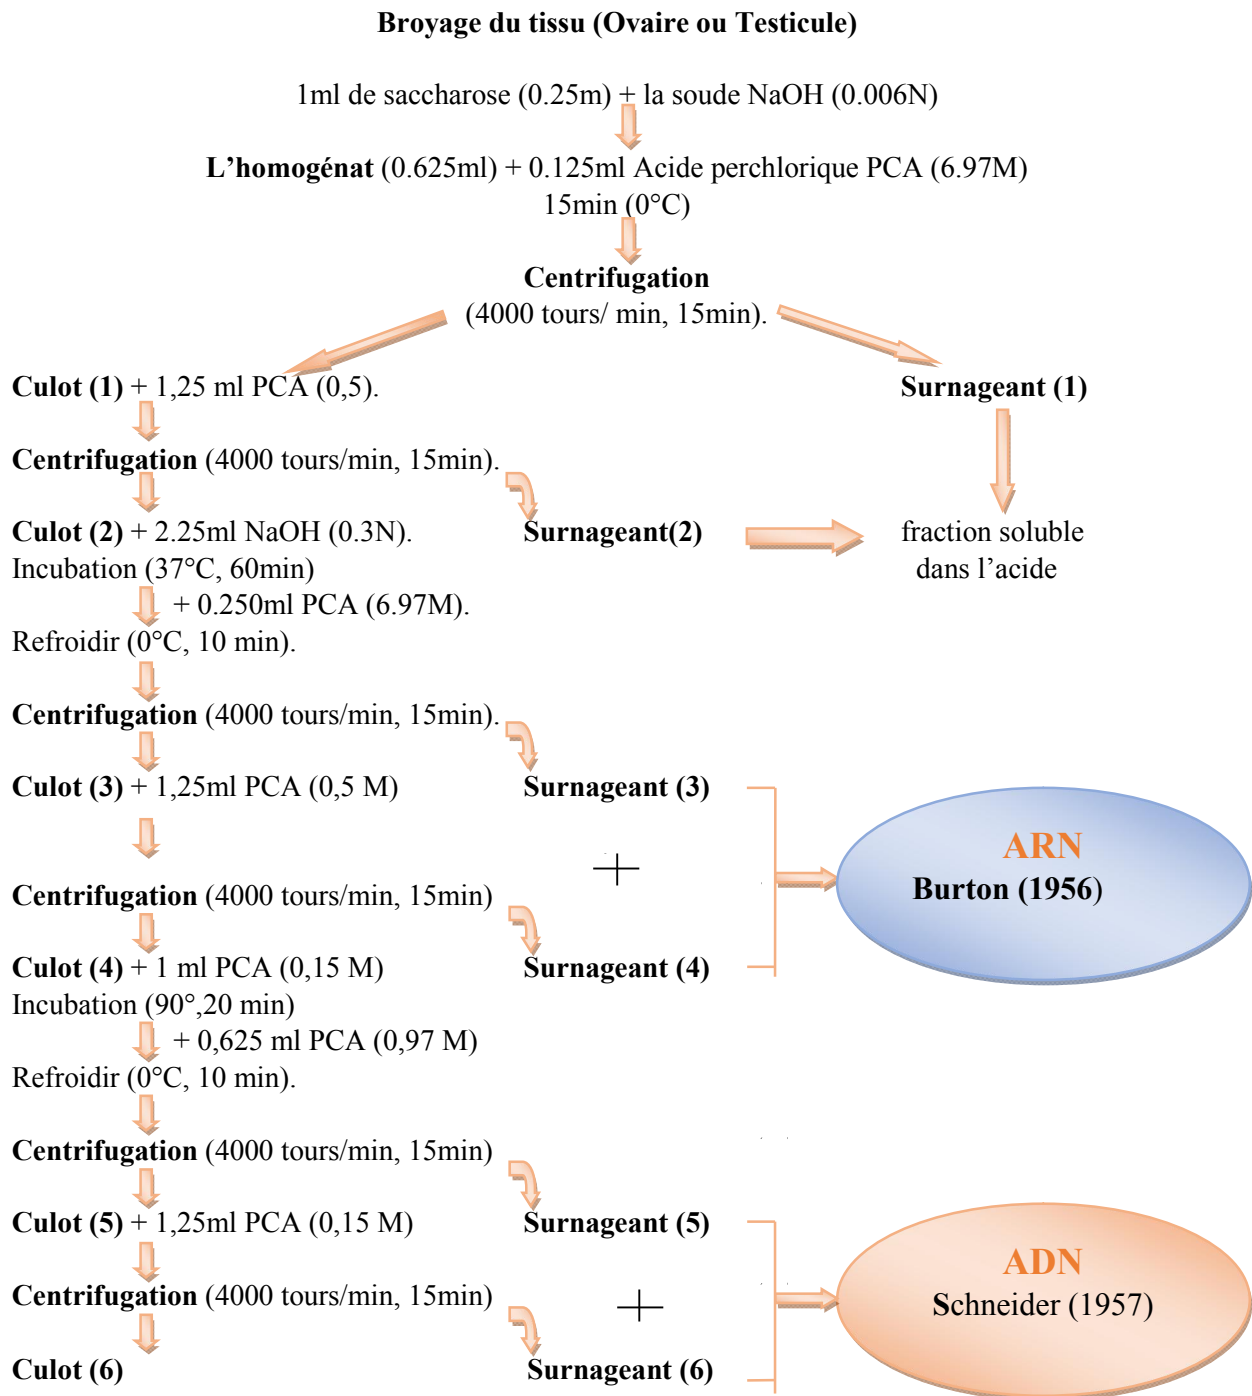 Broyage du tissu (Ovaire ou Testicule)
1ml de saccharose (0.25m) + la soude NaOH (0.006N)
L’homogénat (0.625ml) + 0.125ml Acide perchlorique PCA (6.97M)
15min (0°C)
Centrifugation
(4000 tours/ min, 15min).
Culot (1) + 1,25 ml PCA (0,5).
Surnageant (1)
Centrifugation (4000 tours/min, 15min).
Culot (2) + 2.25ml NaOH (0.3N).
Surnageant(2)
fraction soluble
dans l’acide
Incubation (37°C, 60min)
+ 0.250ml PCA (6.97M).
Refroidir (0°C, 10 min).
Centrifugation (4000 tours/min, 15min).
Culot (3) + 1,25ml PCA (0,5 M)
Surnageant (3)
+
ARN
Burton (1956)
Centrifugation (4000 tours/min, 15min)
Culot (4) + 1 ml PCA (0,15 M)
Surnageant (4)
Incubation (90°,20 min)
+ 0,625 ml PCA (0,97 M)
Refroidir (0°C, 10 min).
Centrifugation (4000 tours/min, 15min)
Culot (5) + 1,25ml PCA (0,15 M)
Surnageant (5)
+
ADN
Schneider (1957)
Centrifugation (4000 tours/min, 15min)
Culot (6)
Surnageant (6)